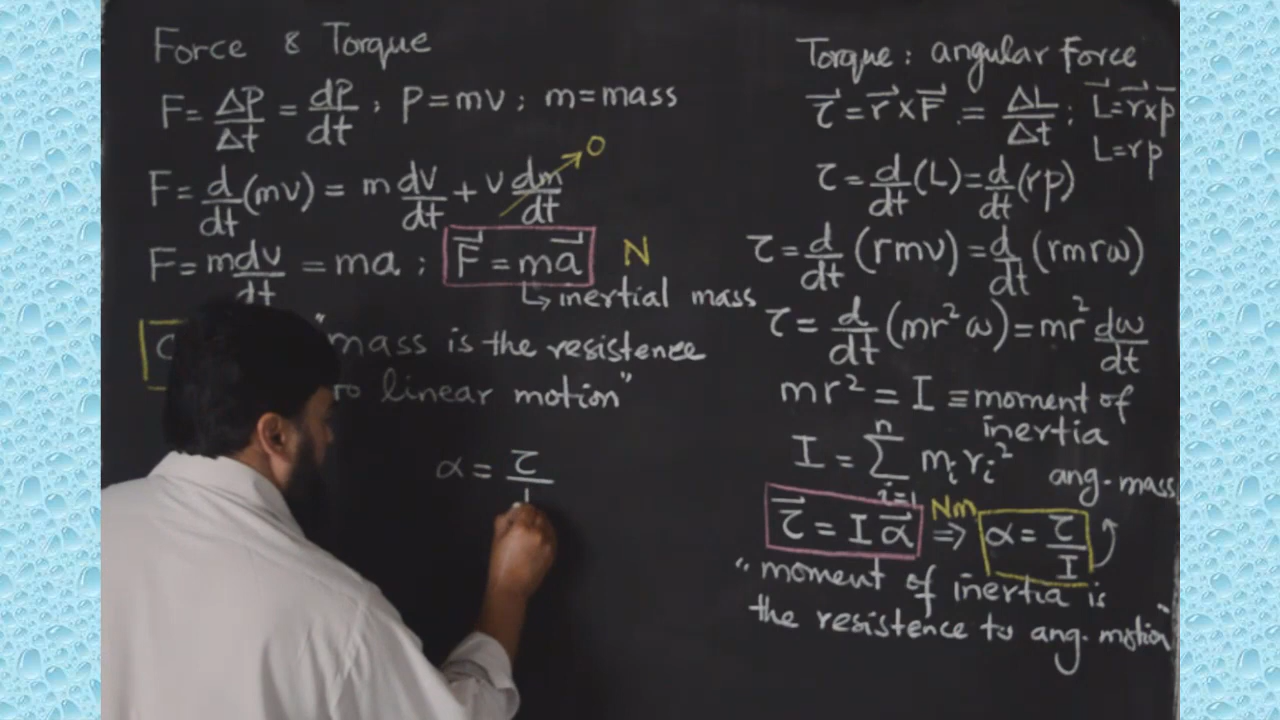 Force & Torque
F = ΔP/Δt = dP/dt ; P = mv ; m = mass
F = d/dt (mv) = m dv/dt + v dm/dt → 0
F = mdv/dt = ma ; F⃗ = ma⃗ N
↳ inertial mass
"mass is the resistence
to linear motion"
α = τ/
Torque : angular Force
τ⃗ = r⃗ × F⃗ = ΔL/Δt ; L⃗ = r⃗ × p⃗
L = rp
τ = d/dt (L) = d/dt (rp)
τ = d/dt (rmv) = d/dt (rmrω)
τ = d/dt (mr² ω) = mr² dω/dt
mr² = I ≡ moment of
inertia
I = Σ i=1 n mᵢrᵢ² ang. mass
τ⃗ = I α⃗ Nm ⇒ α = τ/I
"moment of inertia is
the resistence to ang. motion"